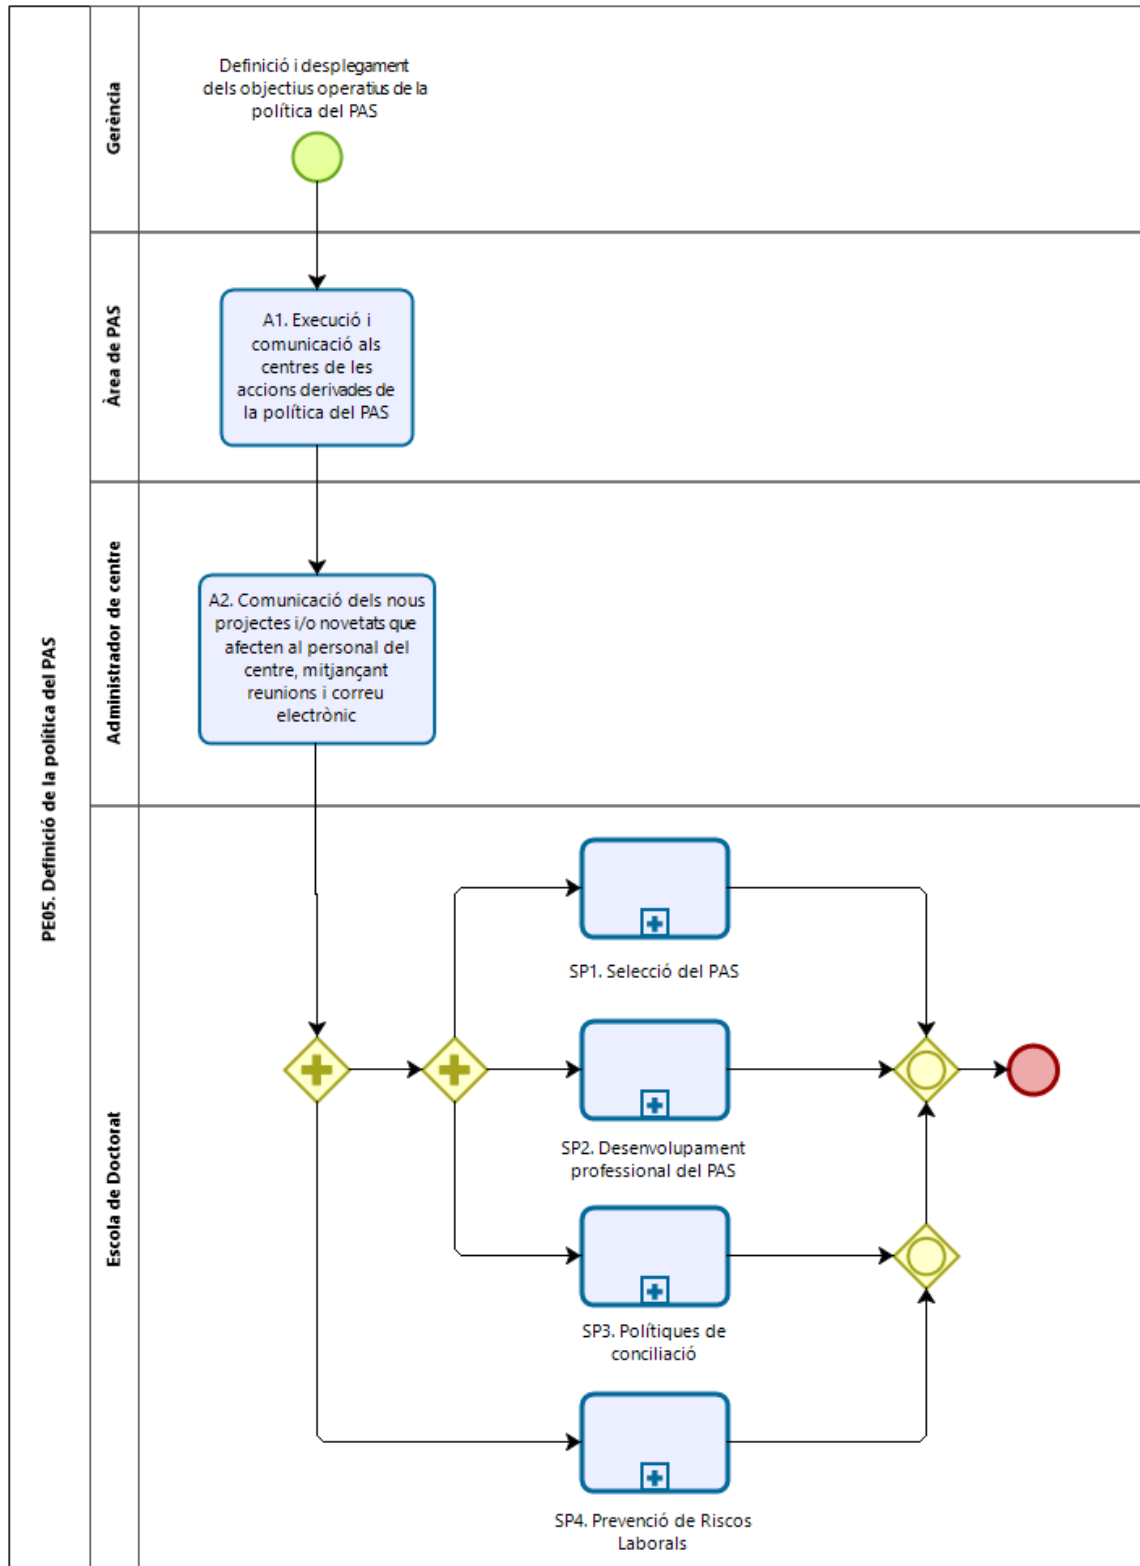 PE05. Definició de la política del PAS
Gerència
Definició i desplegament
dels objectius operatius de la
política del PAS
Àrea de PAS
A1. Execució i
comunicació als
centres de les
accions derivades de
la política del PAS
Administrador de centre
A2. Comunicació dels nous
projectes i/o novetats que
afecten al personal del
centre, mitjançant
reunions i correu
electrònic
Escola de Doctorat
SP1. Selecció del PAS
SP2. Desenvolupament
professional del PAS
SP3. Polítiques de
conciliació
SP4. Prevenció de Riscos
Laborals